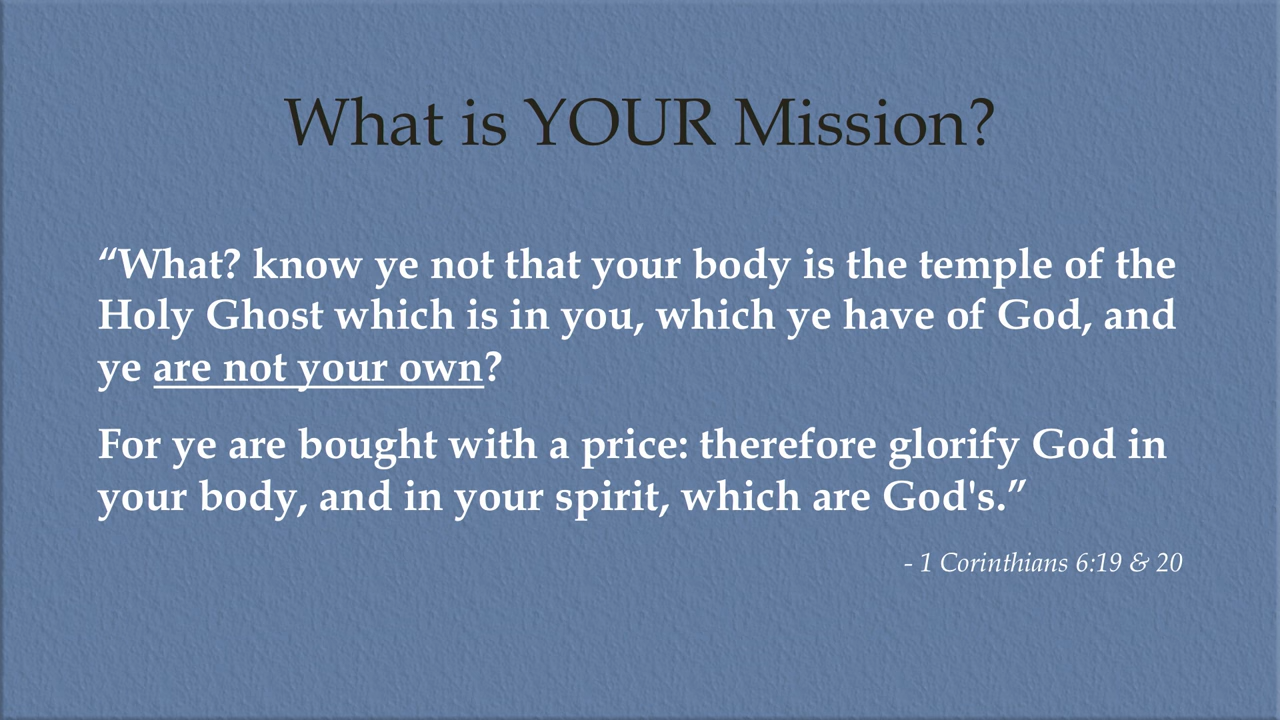 What is YOUR Mission?
“What? know ye not that your body is the temple of the
Holy Ghost which is in you, which ye have of God, and
ye are not your own?
For ye are bought with a price: therefore glorify God in
your body, and in your spirit, which are God's.”
- 1 Corinthians 6:19 & 20